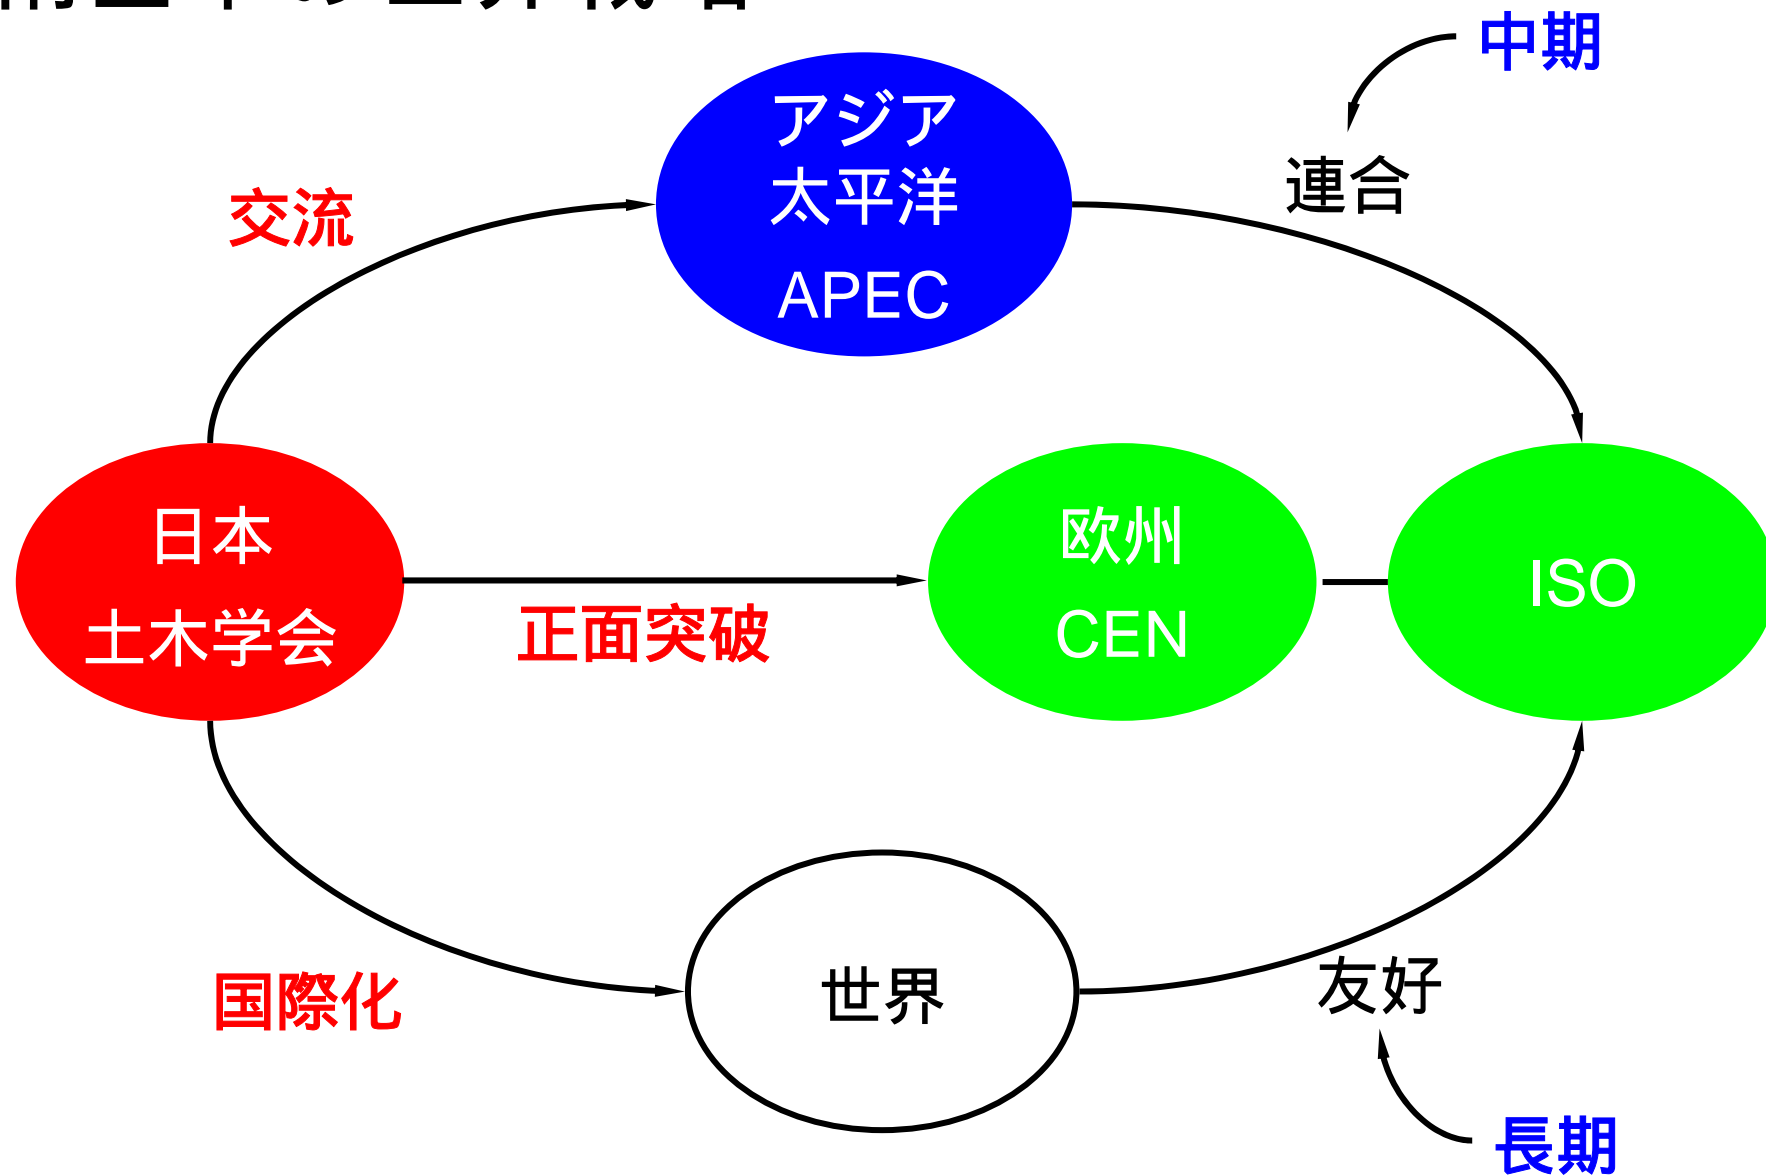 中期
アジア
太平洋
APEC
連合
交流
日本
土木学会
欧州
CEN
ISO
正面突破
世界
友好
国際化
長期